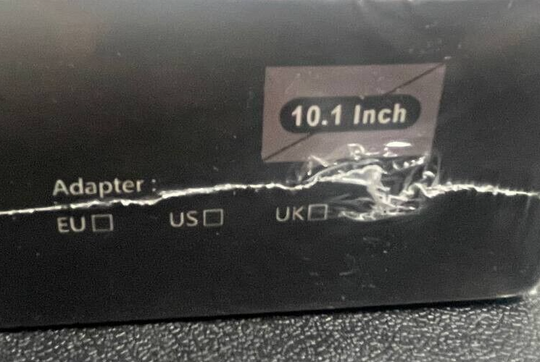 10.1 Inch
Adapter :
EU □ US □ UK □